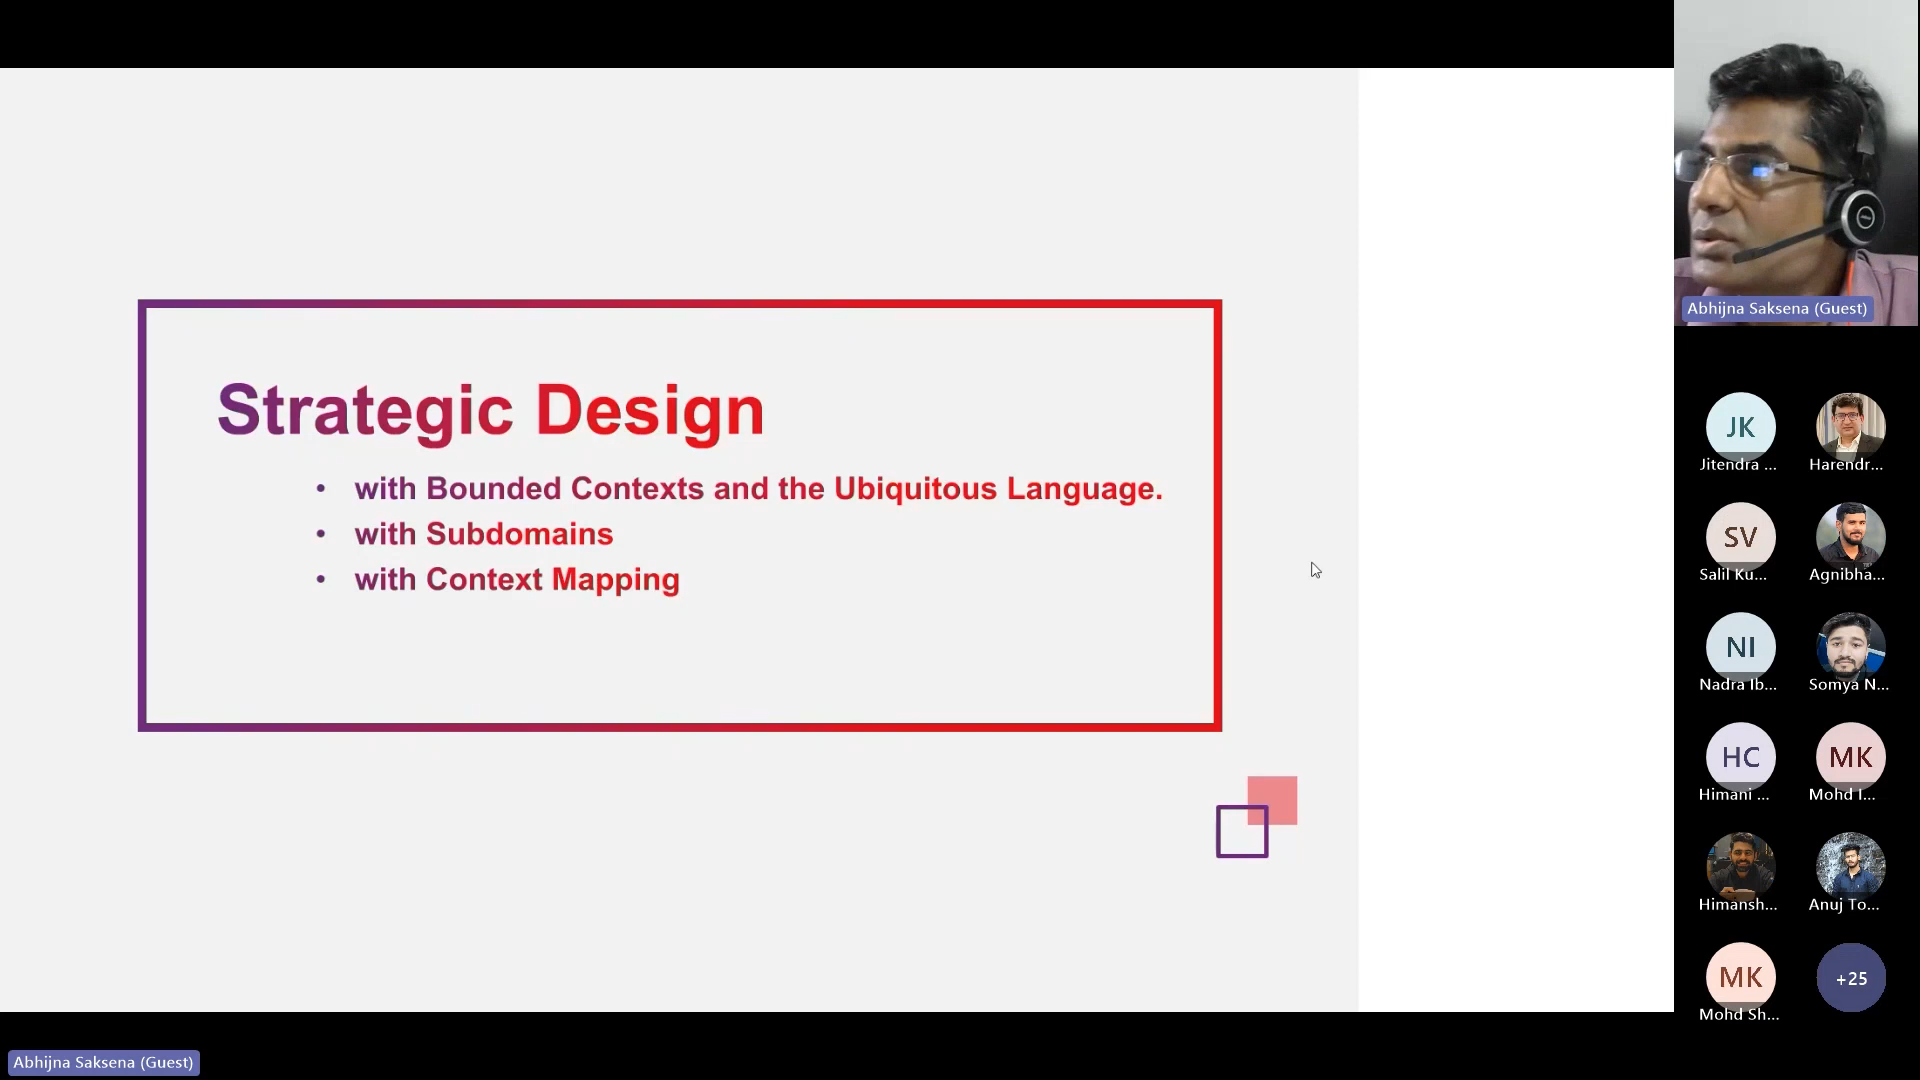 Strategic Design
• with Bounded Contexts and the Ubiquitous Language.
• with Subdomains
• with Context Mapping
Abhijna Saksena (Guest)
JK
Jitendra ...
Harendr...
SV
Salil Ku...
Agnibha...
NI
Nadra Ib...
Somya N...
HC
Himani ...
MK
Mohd I...
Himansh...
Anuj To...
MK
Mohd Sh...
+25
Abhijna Saksena (Guest)